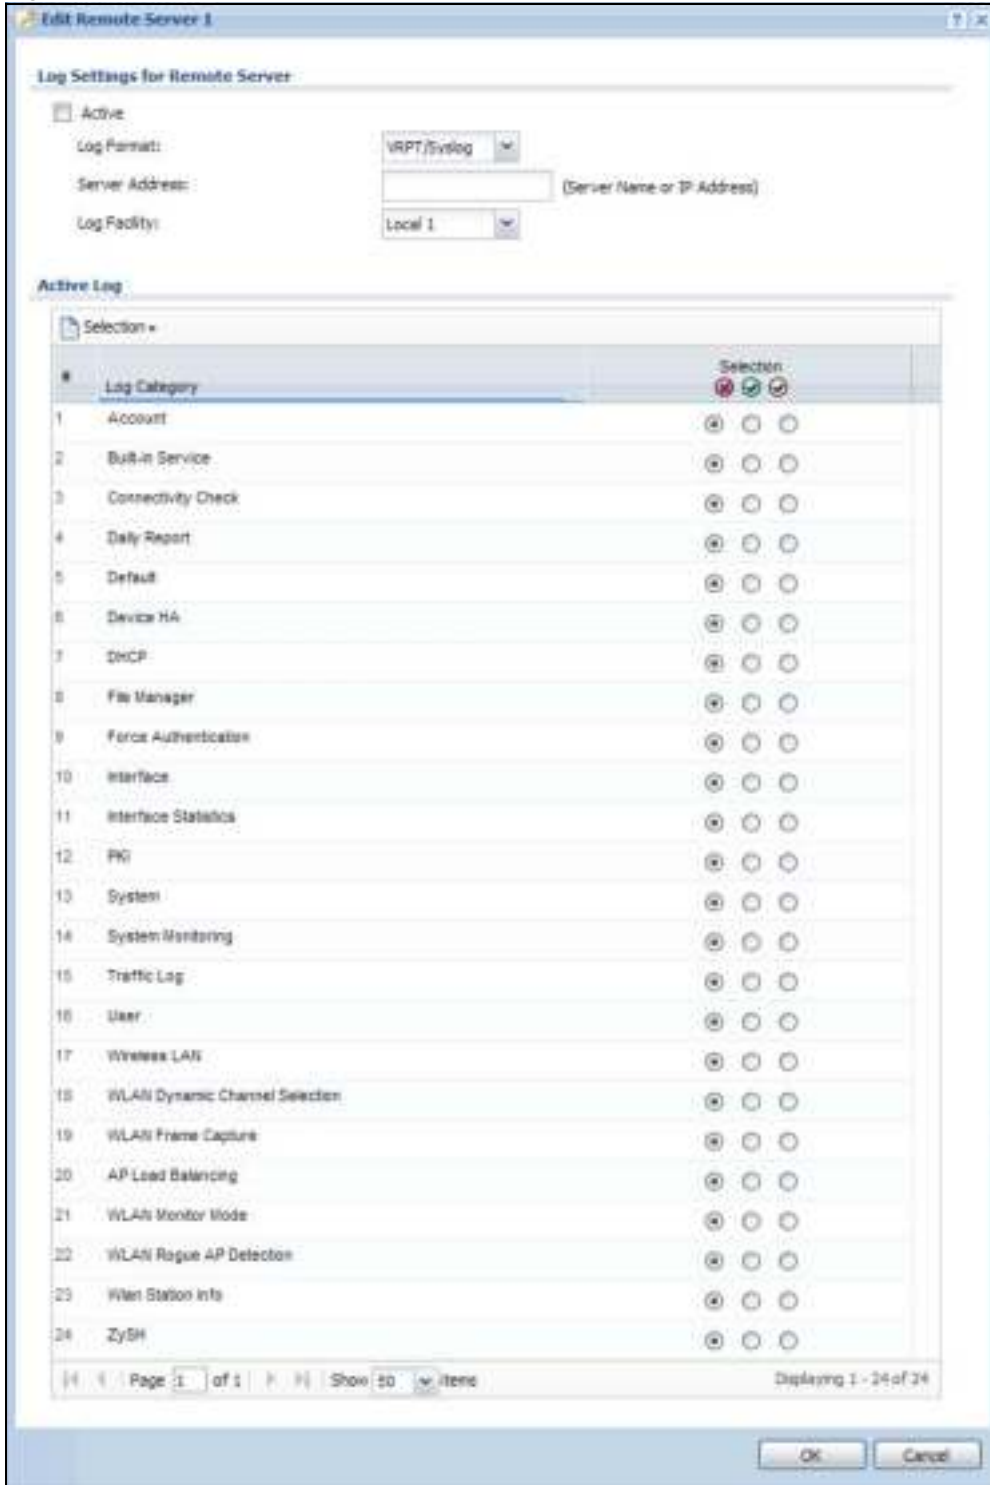 Edit Remote Server 1
Log Settings for Remote Server
Active
Log Format:
VRPT/Syslog
Server Address:
(Server Name or IP Address)
Log Facility:
Local 1
Active Log
Selection
# Log Category Selection
1 Account
2 Built-in Service
3 Connectivity Check
4 Daily Report
5 Default
6 Device HA
7 DHCP
8 File Manager
9 Force Authentication
10 Interface
11 Interface Statistics
12 PKI
13 System
14 System Monitoring
15 Traffic Log
16 User
17 Wireless LAN
18 WLAN Dynamic Channel Selection
19 WLAN Frame Capture
20 AP Load Balancing
21 WLAN Monitor Mode
22 WLAN Rogue AP Detection
23 Wlan Station Info
24 ZySH
Page 1 of 1 Show 50 items Displaying 1 - 24 of 24
OK Cancel